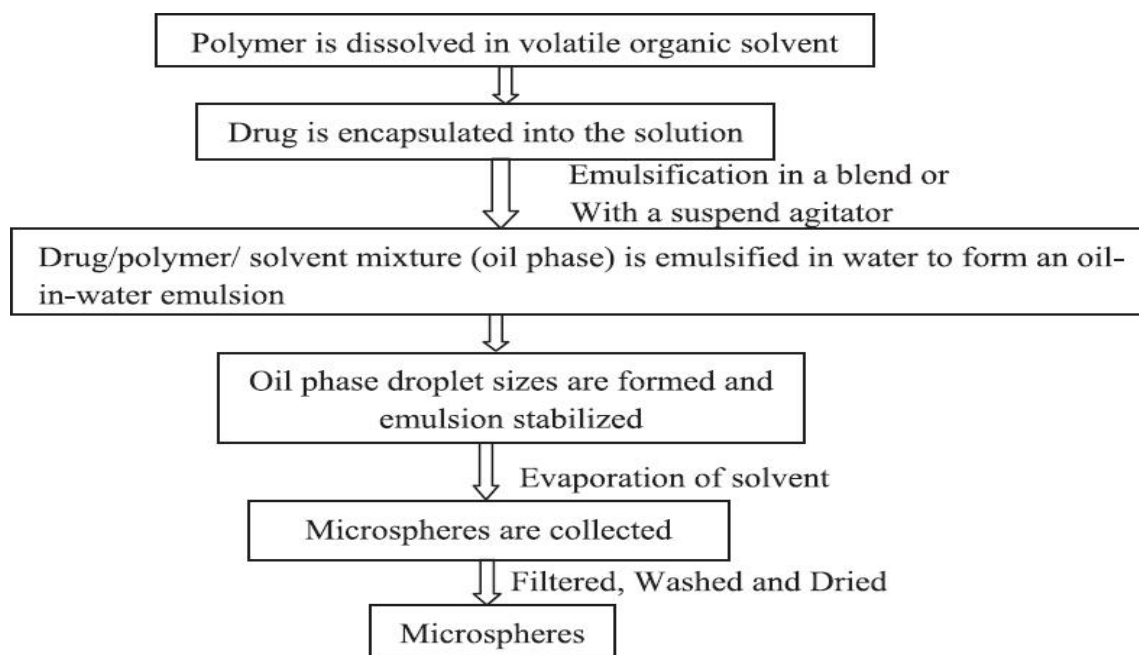 Polymer is dissolved in volatile organic solvent
Drug is encapsulated into the solution
Emulsification in a blend or
With a suspend agitator
Drug/polymer/ solvent mixture (oil phase) is emulsified in water to form an oil-
in-water emulsion
Oil phase droplet sizes are formed and
emulsion stabilized
Evaporation of solvent
Microspheres are collected
Filtered, Washed and Dried
Microspheres